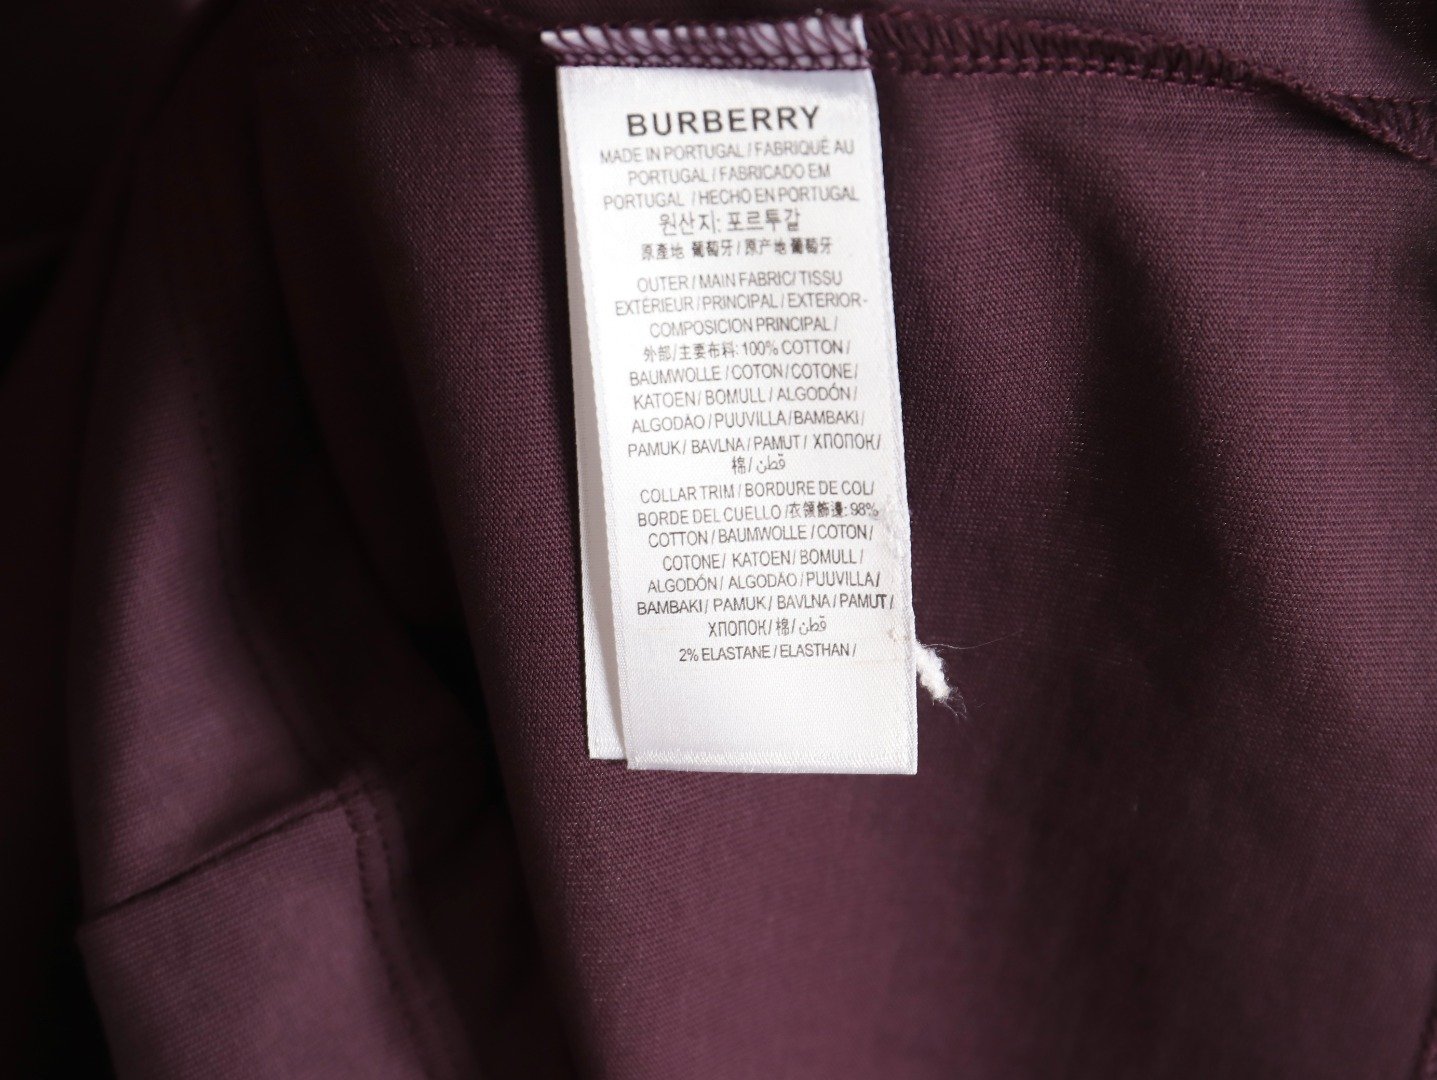 BURBERRY
MADE IN PORTUGAL / FABRIQUÉ AU
PORTUGAL / FABRICADO EM
PORTUGAL / HECHO EN PORTUGAL
원산지: 포르투갈
原產地 葡萄牙 / 原产地 葡萄牙
OUTER / MAIN FABRIC/ TISSU
EXTÉRIEUR / PRINCIPAL / EXTERIOR-
COMPOSICION PRINCIPAL /
外部/主要布料: 100% COTTON /
BAUMWOLLE / COTON / COTONE /
KATOEN / BOMULL / ALGODÓN /
ALGODÃO / PUUVILLA / BAMBAKI /
PAMUK / BAVLNA / PAMUT / ХЛОПОК /
棉 / قطن
COLLAR TRIM / BORDURE DE COL/
BORDE DEL CUELLO /衣領飾邊: 98%
COTTON / BAUMWOLLE / COTON /
COTONE / KATOEN / BOMULL /
ALGODÓN / ALGODÃO / PUUVILLA /
BAMBAKI / PAMUK / BAVLNA / PAMUT /
ХЛОПОК / 棉 / قطن
2% ELASTANE / ELASTHAN /